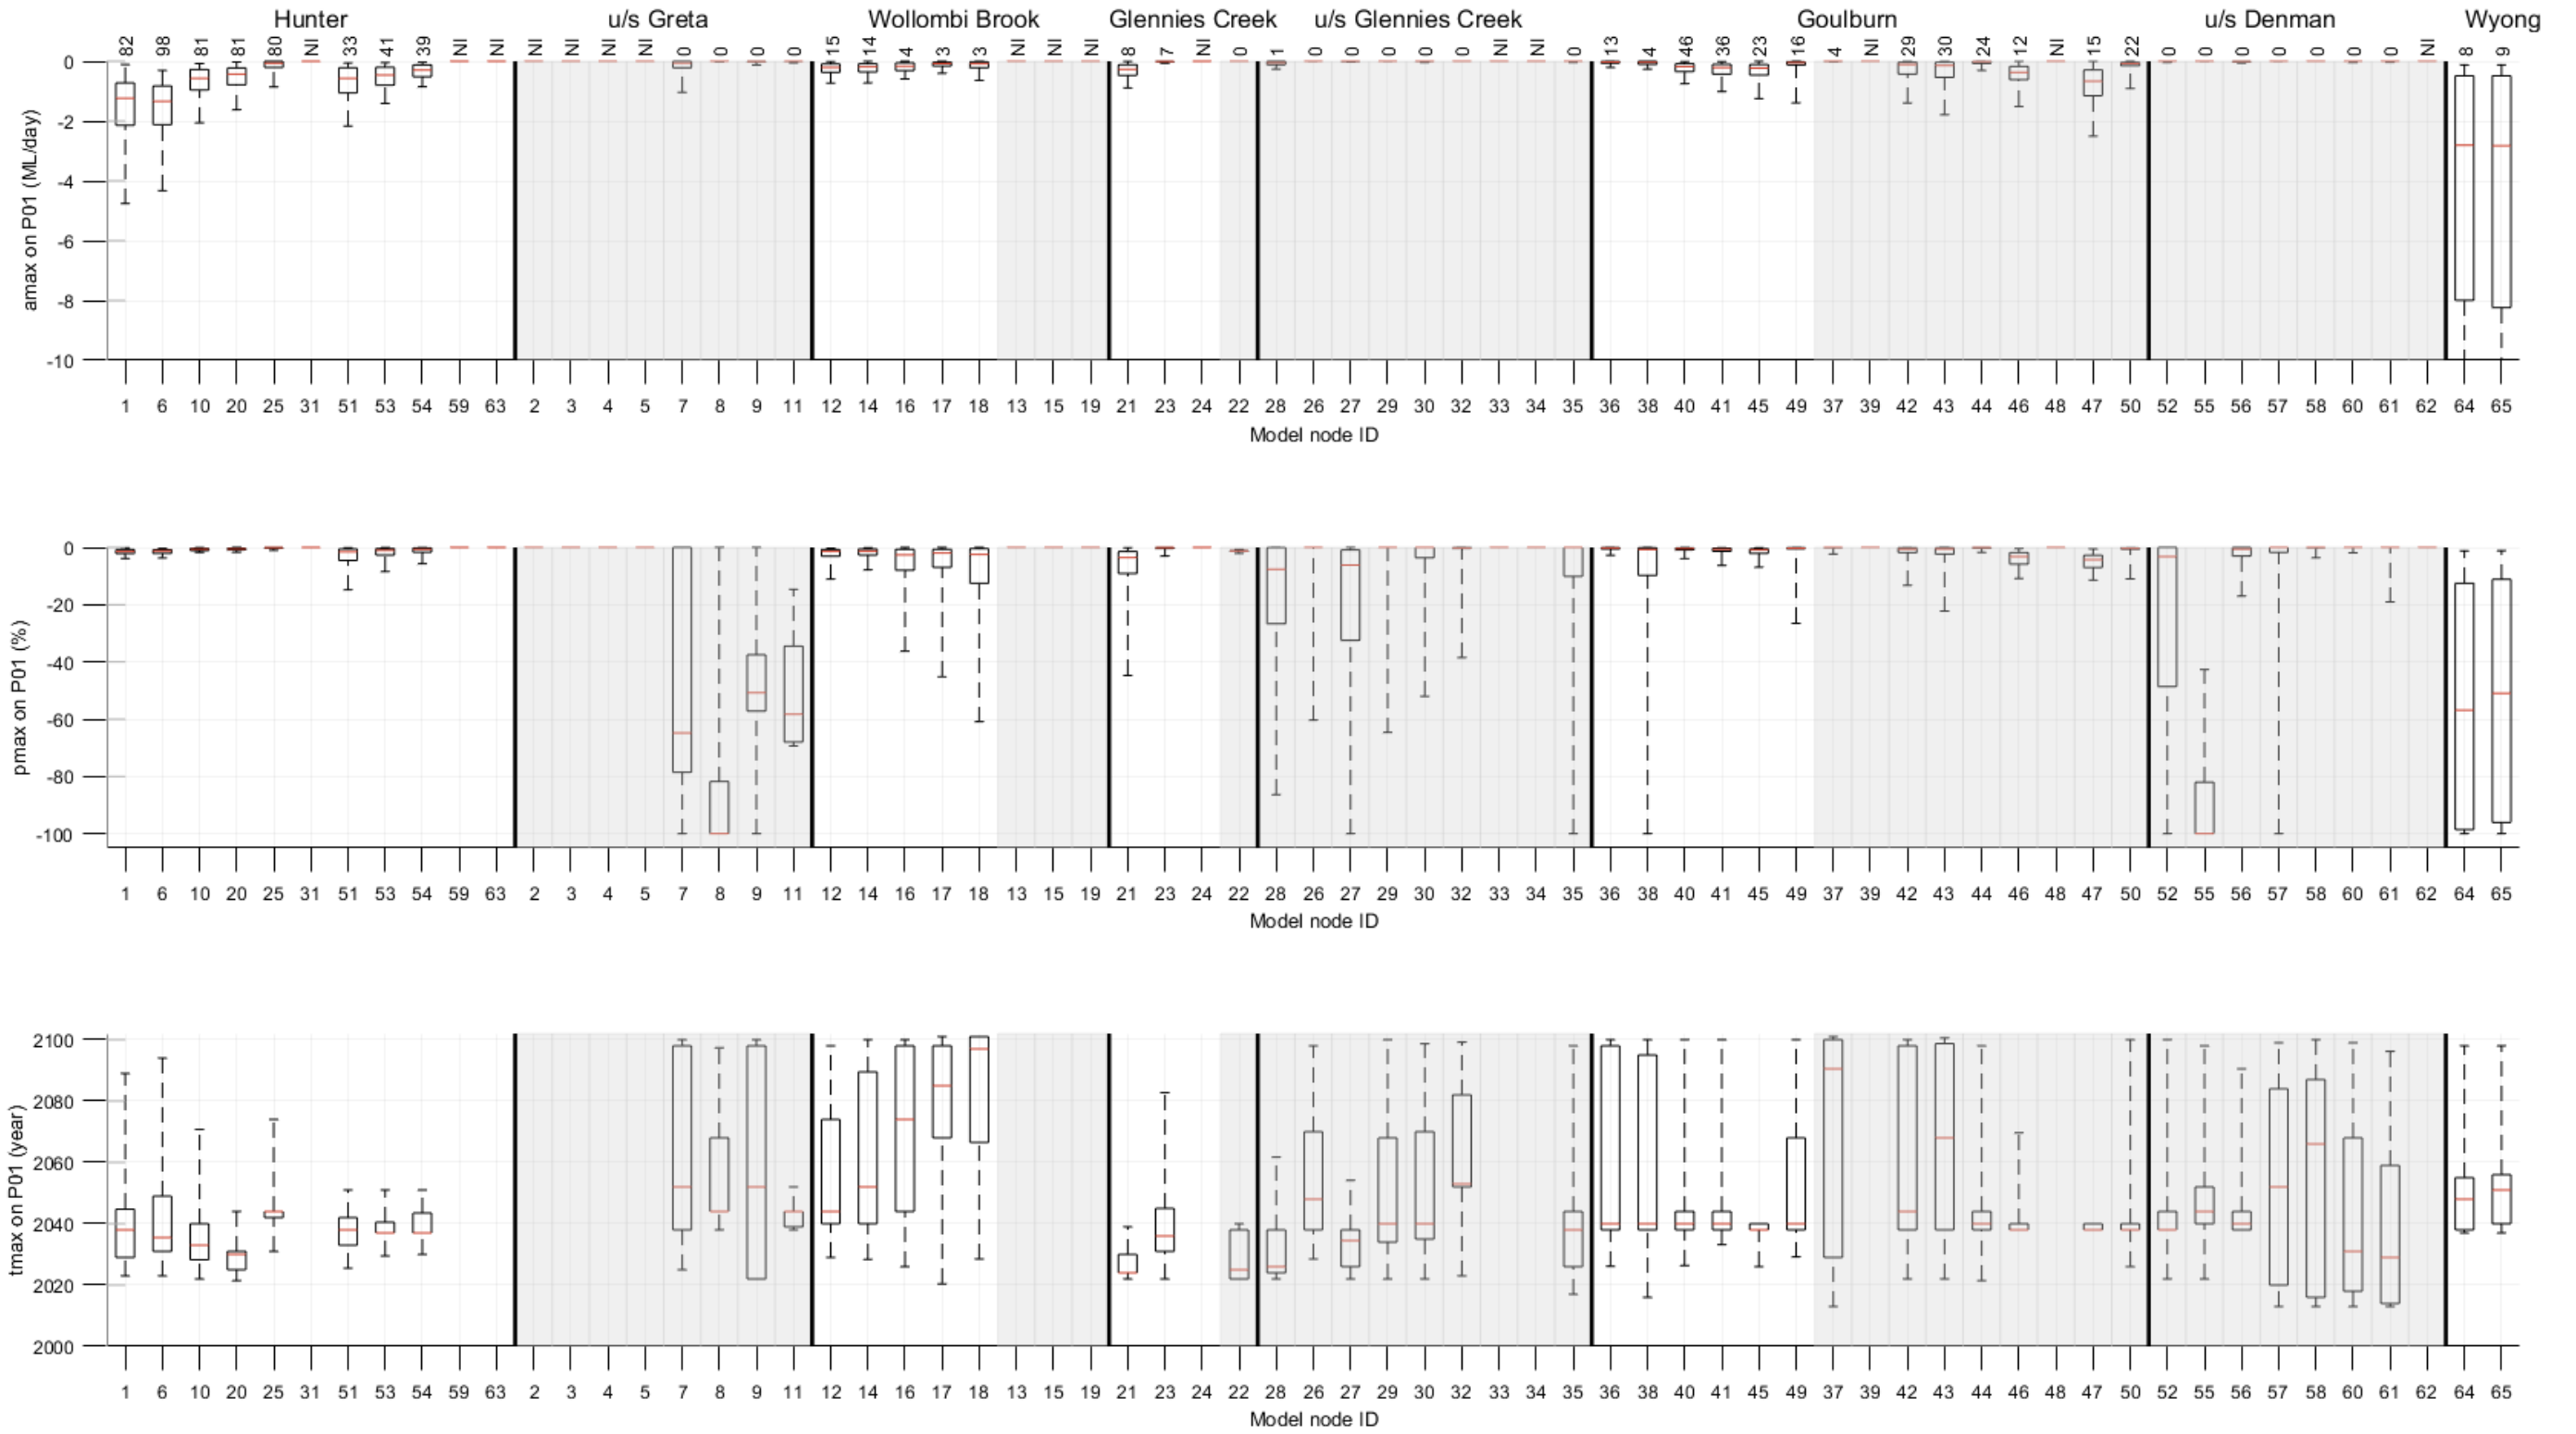 Hunter u/s Greta Wollombi Brook Glennies Creek u/s Glennies Creek Goulburn u/s Denman Wyong
82 98 81 81 80 NI 33 41 39 NI NI NI NI NI NI 0 0 0 0 15 14 4 3 3 NI NI NI 8 7 NI 0 1 0 0 0 0 0 NI NI 0 13 4 46 36 23 16 4 NI 29 30 24 12 NI 15 22 0 0 0 0 0 0 0 NI 8 9
amax on P01 (ML/day)
0
-2
-4
-6
-8
-10
1 6 10 20 25 31 51 53 54 59 63 2 3 4 5 7 8 9 11 12 14 16 17 18 13 15 19 21 23 24 22 28 26 27 29 30 32 33 34 35 36 38 40 41 45 49 37 39 42 43 44 46 48 47 50 52 55 56 57 58 60 61 62 64 65
Model node ID
pmax on P01 (%)
0
-20
-40
-60
-80
-100
1 6 10 20 25 31 51 53 54 59 63 2 3 4 5 7 8 9 11 12 14 16 17 18 13 15 19 21 23 24 22 28 26 27 29 30 32 33 34 35 36 38 40 41 45 49 37 39 42 43 44 46 48 47 50 52 55 56 57 58 60 61 62 64 65
Model node ID
tmax on P01 (year)
2100
2080
2060
2040
2020
2000
1 6 10 20 25 31 51 53 54 59 63 2 3 4 5 7 8 9 11 12 14 16 17 18 13 15 19 21 23 24 22 28 26 27 29 30 32 33 34 35 36 38 40 41 45 49 37 39 42 43 44 46 48 47 50 52 55 56 57 58 60 61 62 64 65
Model node ID